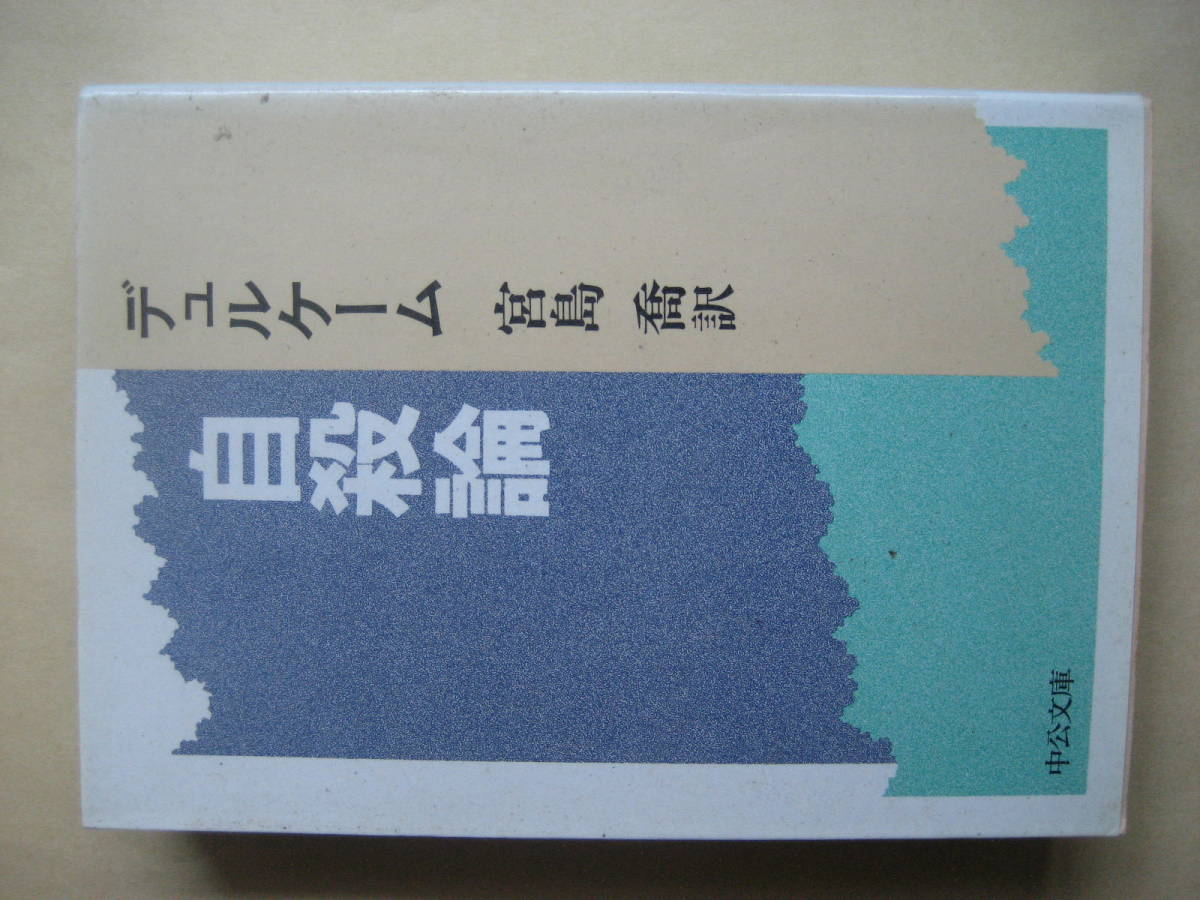 デュルケーム 宮島 喬訳
自殺論
中公文庫